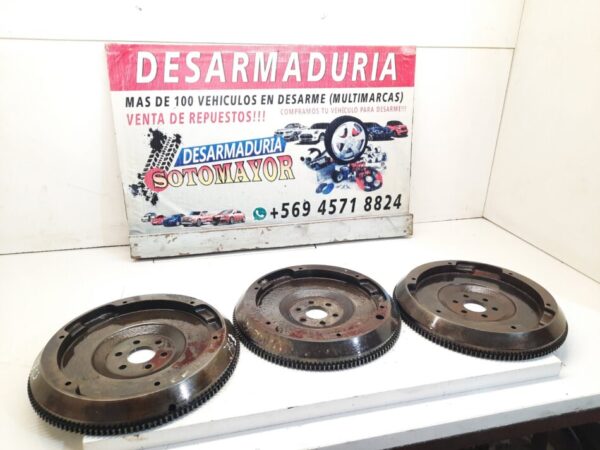 DESARMADURIA
MAS DE 100 VEHICULOS EN DESARME (MULTIMARCAS)
COMPRAMOS TU VEHICULO PARA DESARME!!!
VENTA DE REPUESTOS!!!
DESARMADURIA
SOTOMAYOR
+569 4571 8824